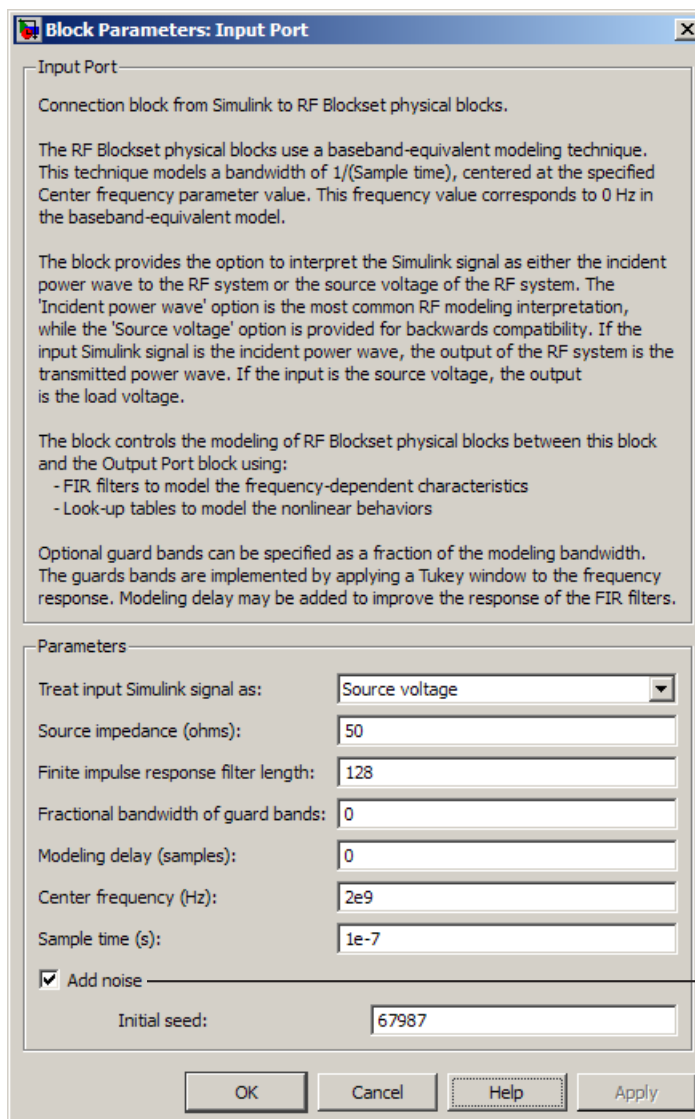 Block Parameters: Input Port
Input Port
Connection block from Simulink to RF Blockset physical blocks.
The RF Blockset physical blocks use a baseband-equivalent modeling technique.
This technique models a bandwidth of 1/(Sample time), centered at the specified
Center frequency parameter value. This frequency value corresponds to 0 Hz in
the baseband-equivalent model.
The block provides the option to interpret the Simulink signal as either the incident
power wave to the RF system or the source voltage of the RF system. The
'Incident power wave' option is the most common RF modeling interpretation,
while the 'Source voltage' option is provided for backwards compatibility. If the
input Simulink signal is the incident power wave, the output of the RF system is the
transmitted power wave. If the input is the source voltage, the output
is the load voltage.
The block controls the modeling of RF Blockset physical blocks between this block
and the Output Port block using:
- FIR filters to model the frequency-dependent characteristics
- Look-up tables to model the nonlinear behaviors
Optional guard bands can be specified as a fraction of the modeling bandwidth.
The guards bands are implemented by applying a Tukey window to the frequency
response. Modeling delay may be added to improve the response of the FIR filters.
Parameters
Treat input Simulink signal as: Source voltage
Source impedance (ohms): 50
Finite impulse response filter length: 128
Fractional bandwidth of guard bands: 0
Modeling delay (samples): 0
Center frequency (Hz): 2e9
Sample time (s): 1e-7
Add noise
Initial seed: 67987
OK Cancel Help Apply